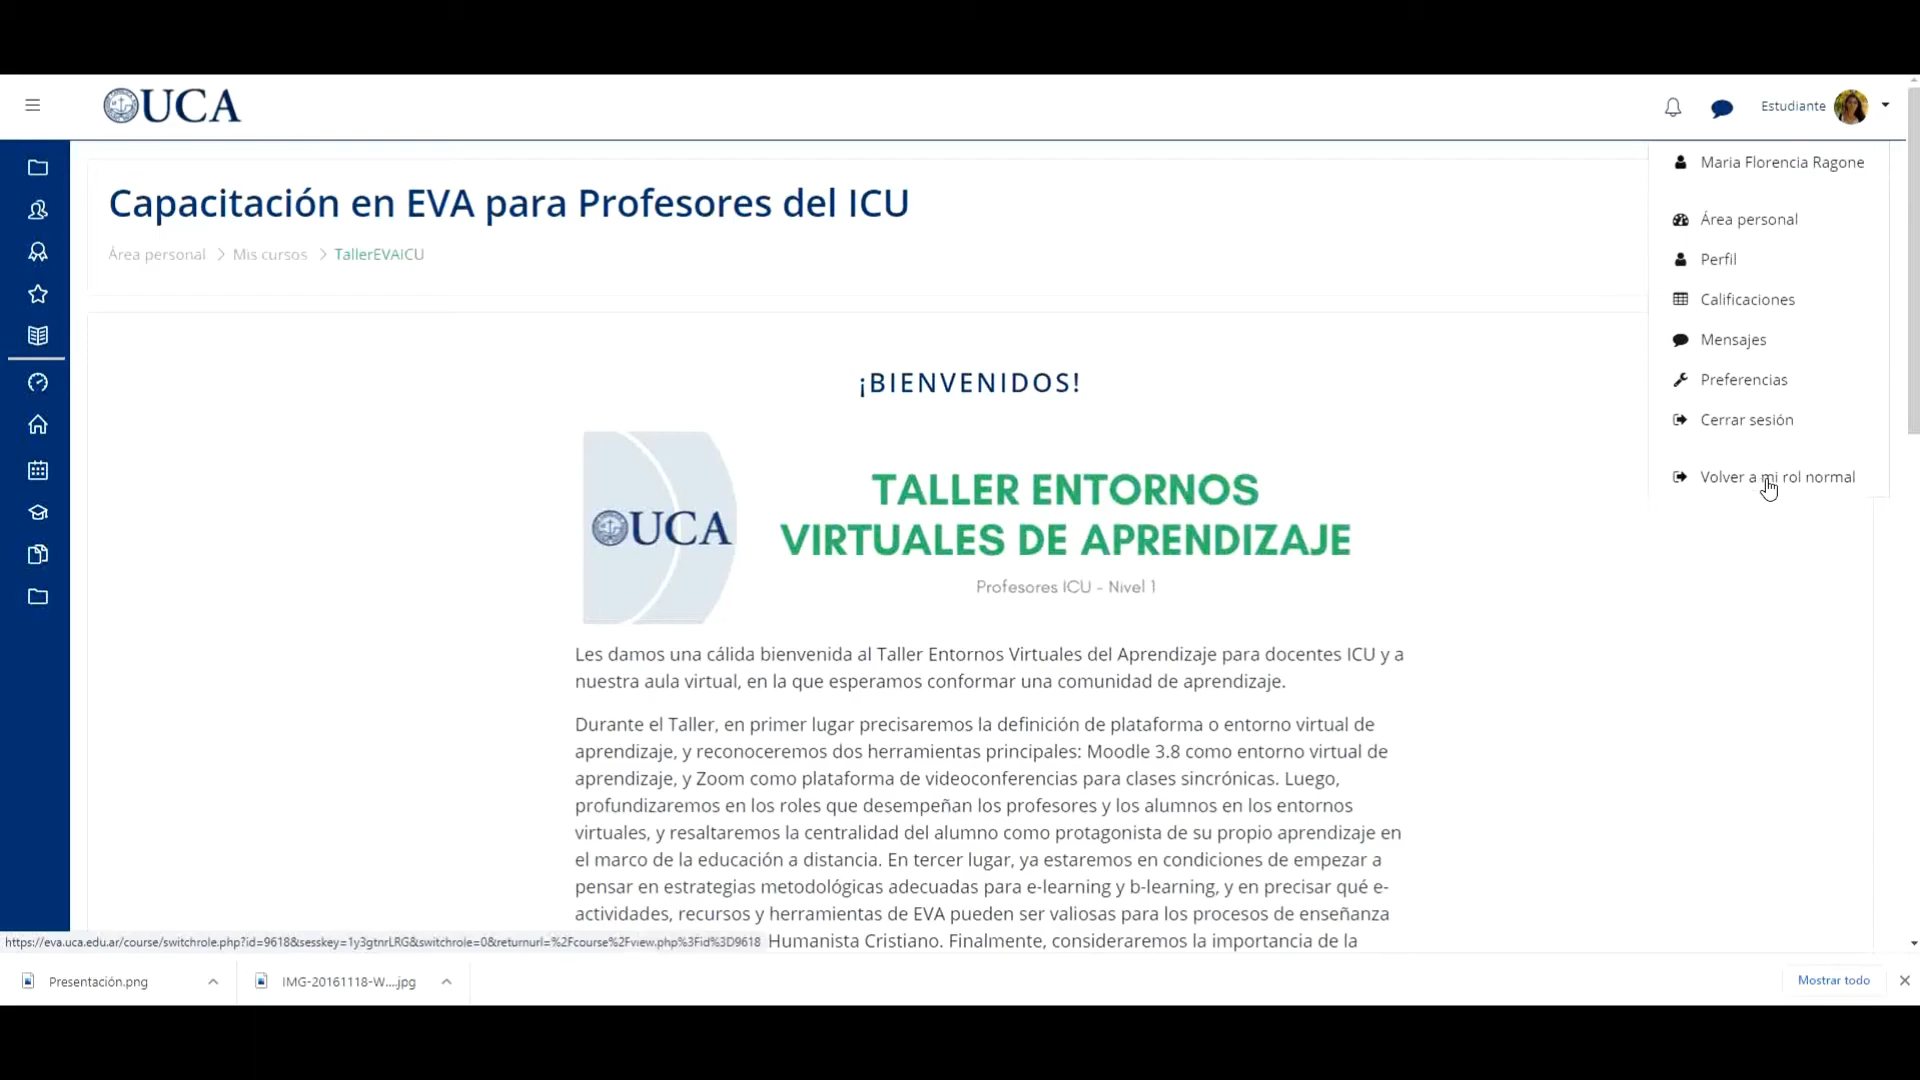 UCA
Estudiante
Capacitación en EVA para Profesores del ICU
Área personal > Mis cursos > TallerEVAICU
Maria Florencia Ragone
Área personal
Perfil
Calificaciones
Mensajes
Preferencias
Cerrar sesión
Volver a mi rol normal
¡BIENVENIDOS!
UCA
TALLER ENTORNOS
VIRTUALES DE APRENDIZAJE
Profesores ICU - Nivel 1
Les damos una cálida bienvenida al Taller Entornos Virtuales del Aprendizaje para docentes ICU y a
nuestra aula virtual, en la que esperamos conformar una comunidad de aprendizaje.
Durante el Taller, en primer lugar precisaremos la definición de plataforma o entorno virtual de
aprendizaje, y reconoceremos dos herramientas principales: Moodle 3.8 como entorno virtual de
aprendizaje, y Zoom como plataforma de videoconferencias para clases sincrónicas. Luego,
profundizaremos en los roles que desempeñan los profesores y los alumnos en los entornos
virtuales, y resaltaremos la centralidad del alumno como protagonista de su propio aprendizaje en
el marco de la educación a distancia. En tercer lugar, ya estaremos en condiciones de empezar a
pensar en estrategias metodológicas adecuadas para e-learning y b-learning, y en precisar qué e-
actividades, recursos y herramientas de EVA pueden ser valiosas para los procesos de enseñanza
Humanista Cristiano. Finalmente, consideraremos la importancia de la
https://eva.uca.edu.ar/course/switchrole.php?id=9618&sesskey=1y3gtnrLRG&switchrole=0&returnurl=%2Fcourse%2Fview.php%3Fid%3D9618
Presentación.png
IMG-20161118-W....jpg
Mostrar todo